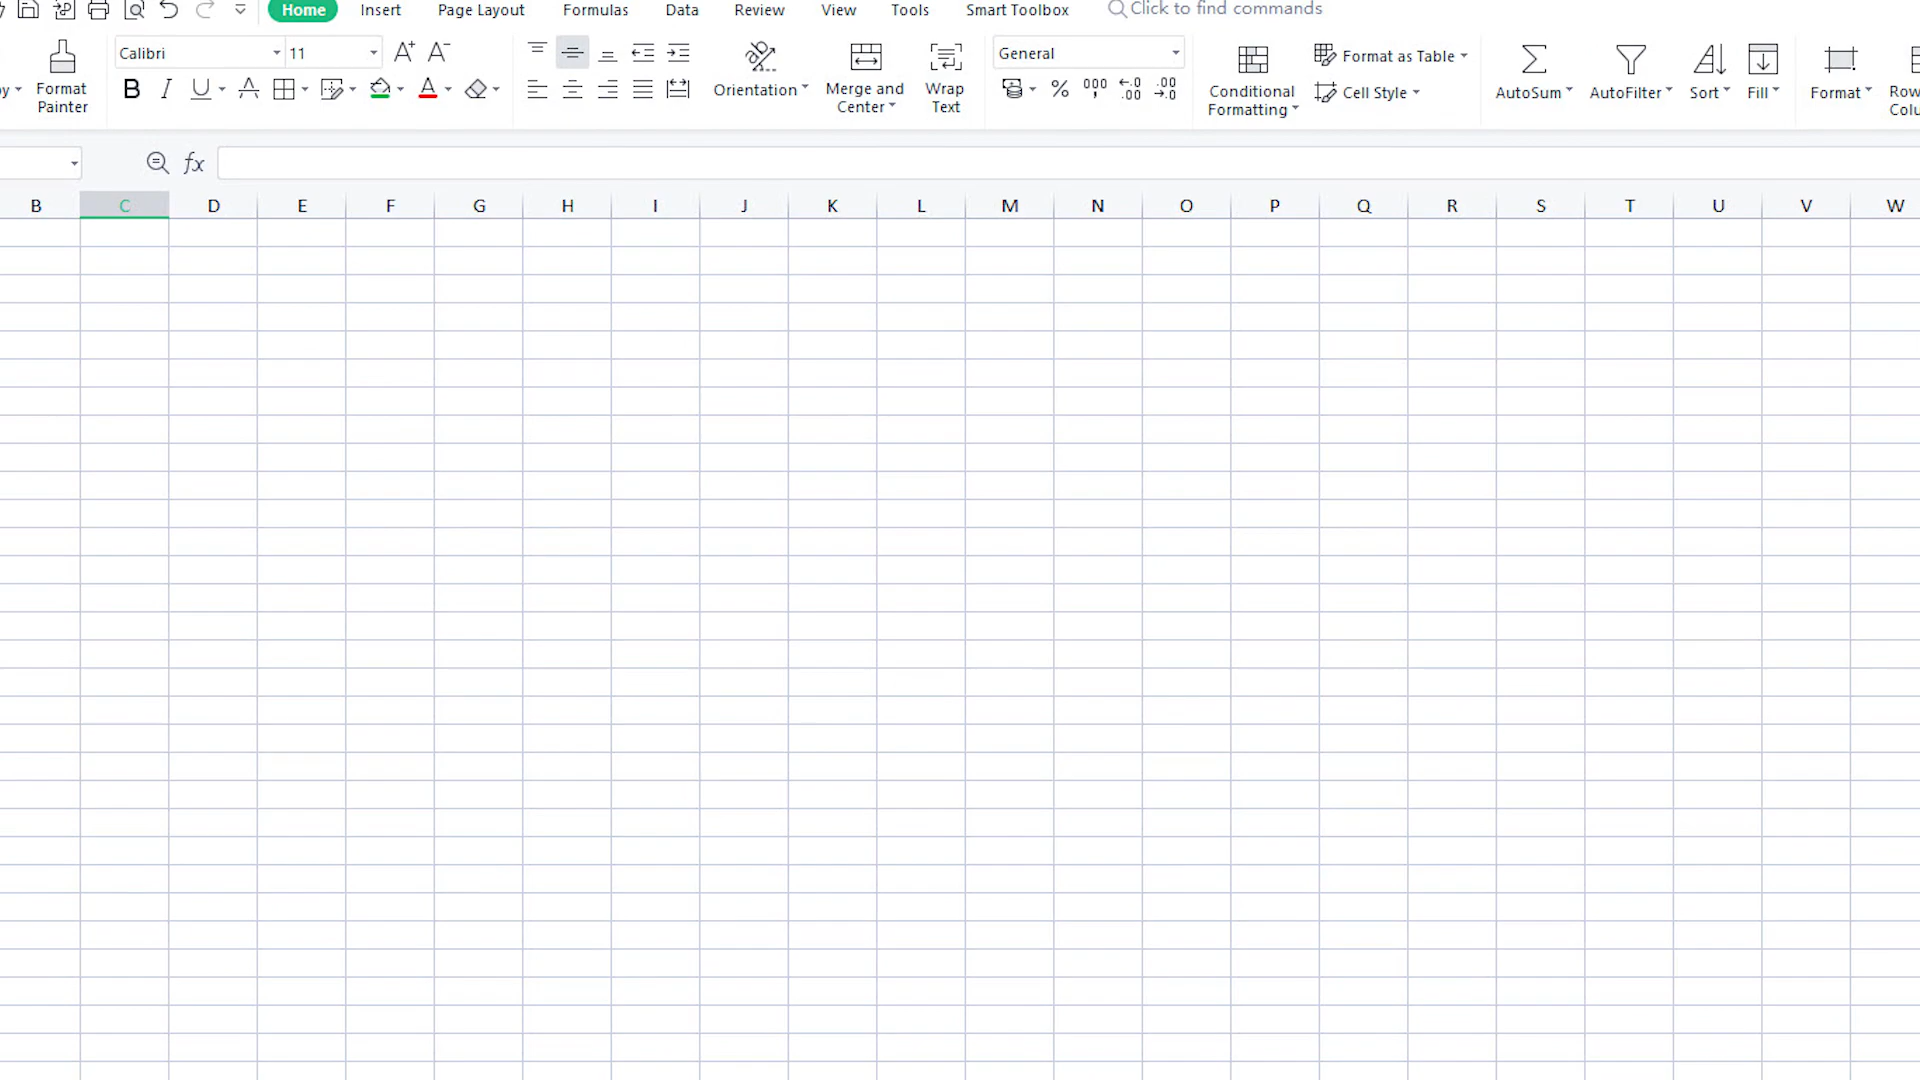 Home Insert Page Layout Formulas Data Review View Tools Smart Toolbox Click to find commands
Calibri 11 General Format as Table
Format Painter B I U A A Orientation Merge and Center Wrap Text % 000 Conditional Formatting Cell Style AutoSum AutoFilter Sort Fill Format
fx
B C D E F G H I J K L M N O P Q R S T U V W